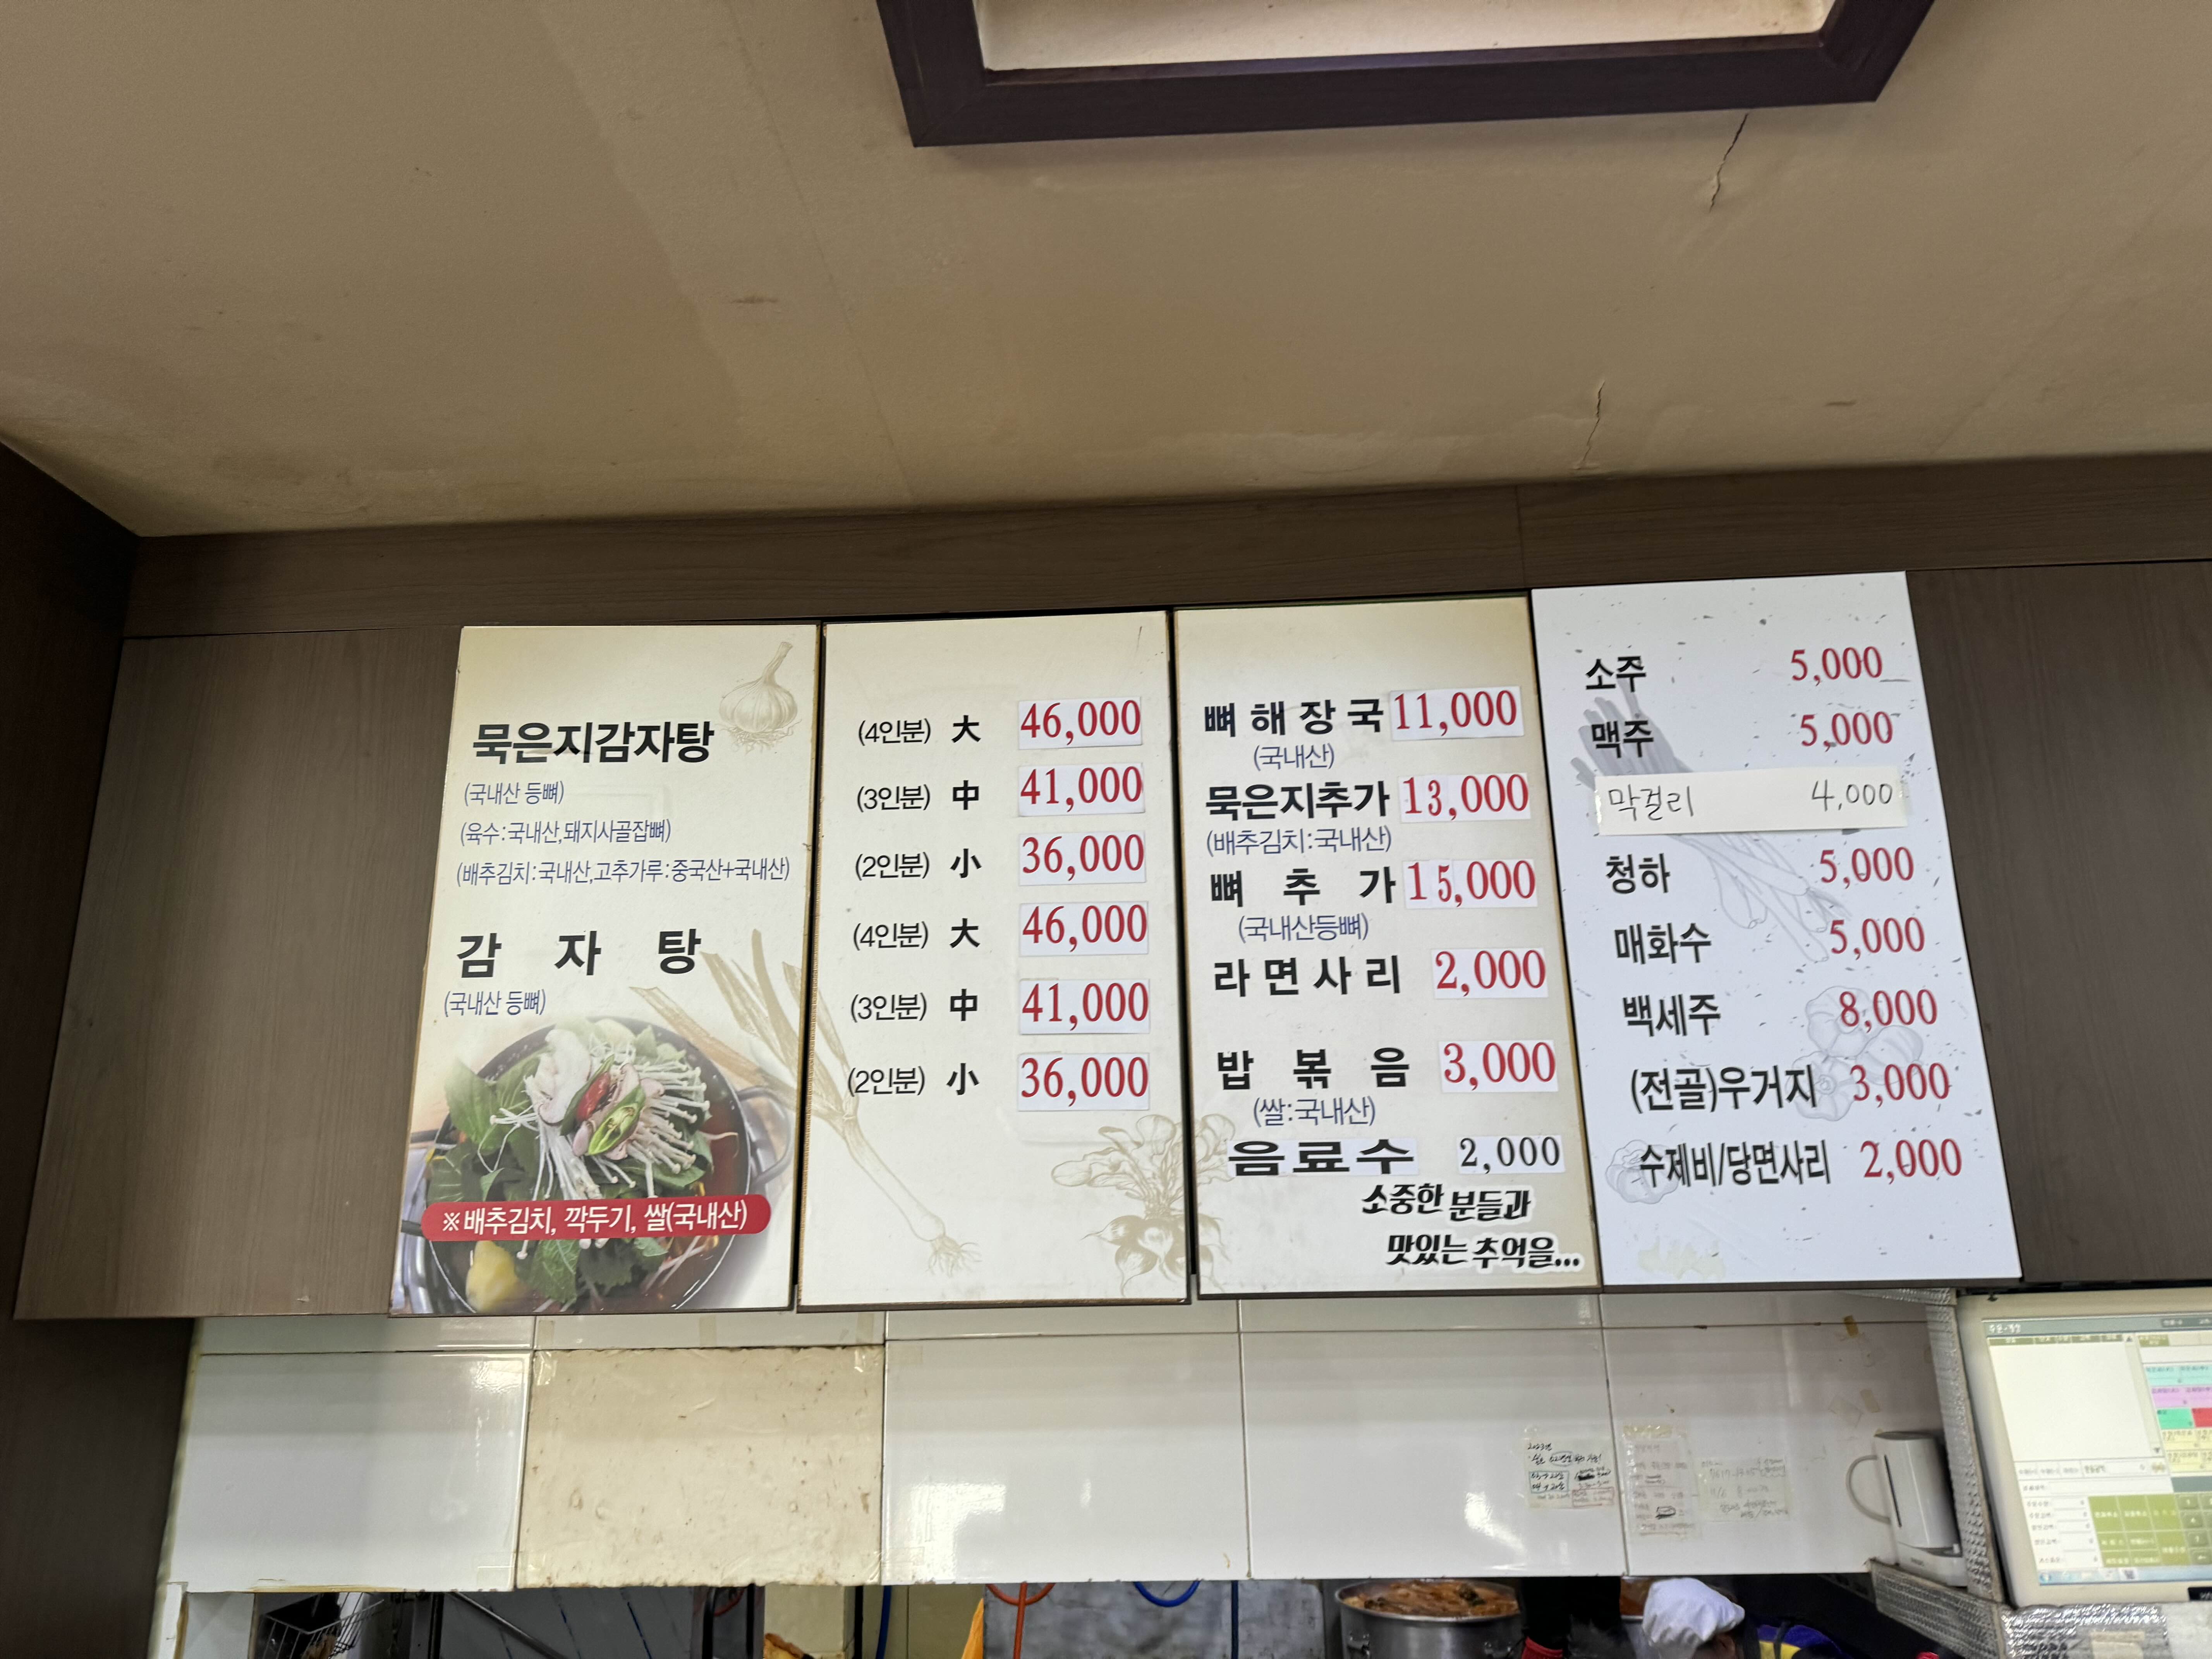 묵은지감자탕
(국내산 등뼈)
(육수:국내산,돼지사골잡뼈)
(배추김치:국내산,고추가루:중국산+국내산)
감 자 탕
(국내산 등뼈)
※배추김치, 깍두기, 쌀(국내산)
(4인분) 大 46,000
(3인분) 中 41,000
(2인분) 小 36,000
(4인분) 大 46,000
(3인분) 中 41,000
(2인분) 小 36,000
뼈 해 장 국 11,000
(국내산)
묵은지추가 13,000
(배추김치:국내산)
뼈 추 가 15,000
(국내산등뼈)
라 면 사 리 2,000
밥 볶 음 3,000
(쌀:국내산)
음료수 2,000
소중한 분들과
맛있는 추억을...
소주 5,000
맥주 5,000
막걸리 4,000
청하 5,000
매화수 5,000
백세주 8,000
(전골)우거지 3,000
수제비/당면사리 2,000